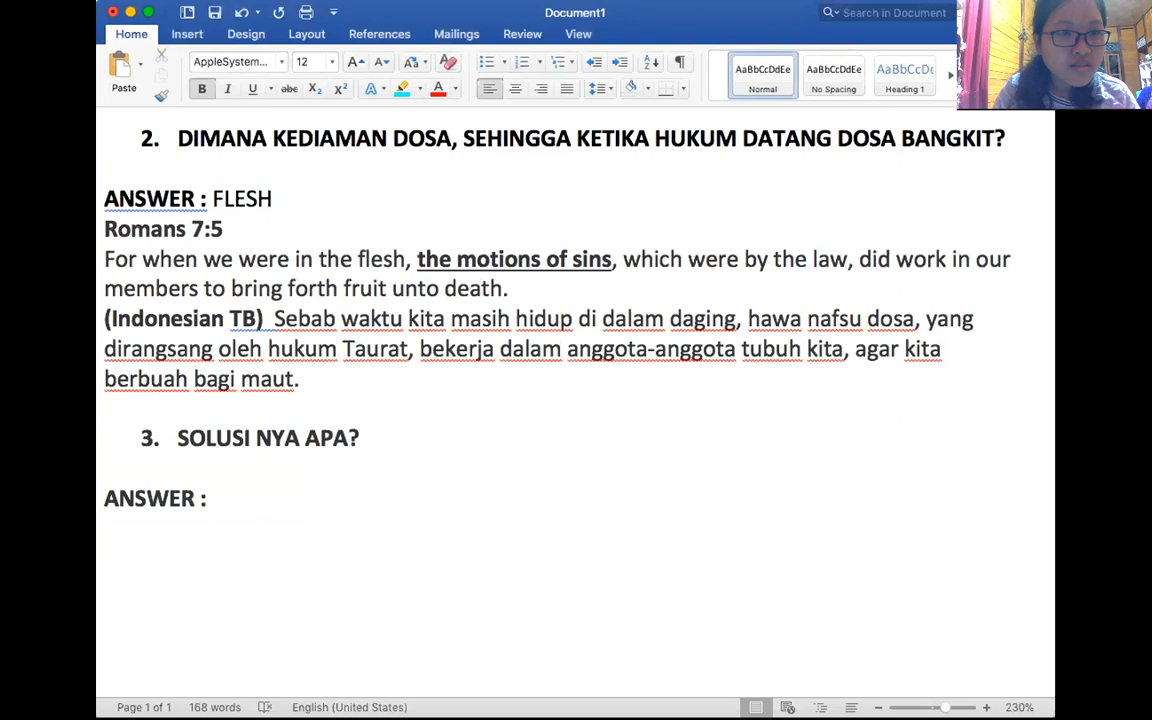 Document1
Search in Document
Home Insert Design Layout References Mailings Review View
Paste
AppleSystem... 12
B I U abc X2 X2 A A
AaBbCcDdEe AaBbCcDdEe AaBbCcDc
Normal No Spacing Heading 1
2. DIMANA KEDIAMAN DOSA, SEHINGGA KETIKA HUKUM DATANG DOSA BANGKIT?
ANSWER : FLESH
Romans 7:5
For when we were in the flesh, the motions of sins, which were by the law, did work in our
members to bring forth fruit unto death.
(Indonesian TB) Sebab waktu kita masih hidup di dalam daging, hawa nafsu dosa, yang
dirangsang oleh hukum Taurat, bekerja dalam anggota-anggota tubuh kita, agar kita
berbuah bagi maut.
3. SOLUSI NYA APA?
ANSWER :
Page 1 of 1 168 words English (United States) 230%